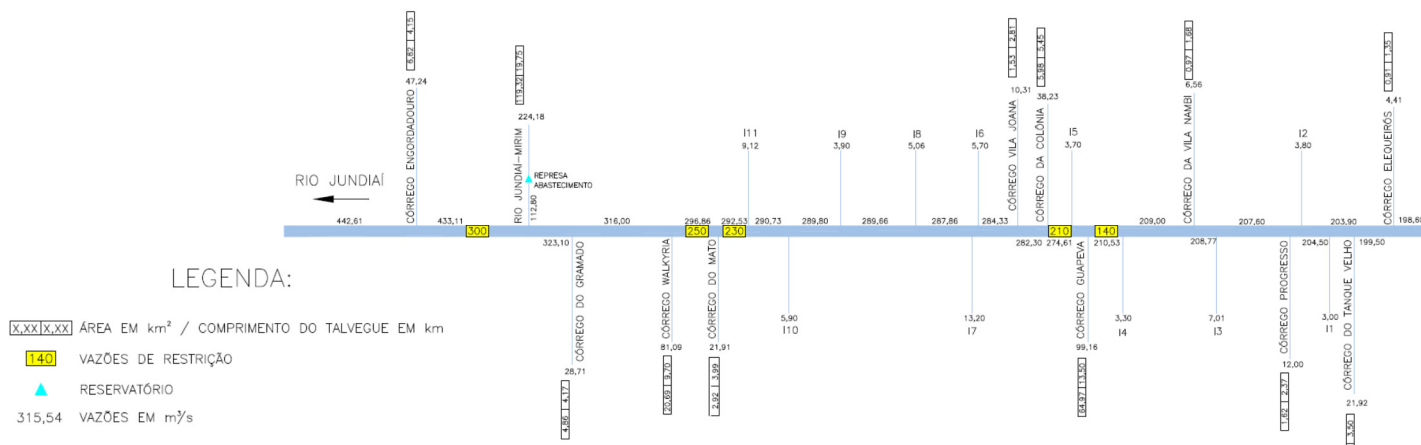 6,62 4,15
47,24
CÓRREGO ENGORDADOURO
119,32 19,75
224,18
RIO JUNDIAÍ-MIRIM
REPRESA
ABASTECIMENTO
112,80
I11
9,12
I9
3,90
I8
5,06
I6
5,70
1,53 2,81
10,31
CÓRREGO VILA JOANA
5,98 5,45
38,23
CÓRREGO DA COLÔNIA
I5
3,70
0,97 1,68
6,56
CÓRREGO DA VILA NAMBI
I2
3,80
0,91 1,35
4,41
CÓRREGO ELEQUEIRÓS
RIO JUNDIAÍ
442,61 433,11 316,00 296,86 292,53 290,73 289,80 289,66 287,86 284,33 209,00 207,60 203,90
300 250 230 210 140
323,10 282,30 274,61 210,53 208,77 204,50 199,50
CÓRREGO DO GRAMADO
28,71
4,86 4,17
CÓRREGO WALKYRIA
81,09
20,69 9,70
CÓRREGO DO MATO
21,91
2,92 3,99
5,90
I10
13,20
I7
CÓRREGO GUAPEVA
99,16
64,97 13,50
3,30
I4
7,01
I3
CÓRREGO PROGRESSO
12,00
1,62 2,37
3,00
I1
CÓRREGO DO TANQUE VELHO
21,92
3,50
LEGENDA:
X,XX X,XX ÁREA EM km² / COMPRIMENTO DO TALVEGUE EM km
140 VAZÕES DE RESTRIÇÃO
RESERVATÓRIO
315,54 VAZÕES EM m³/s